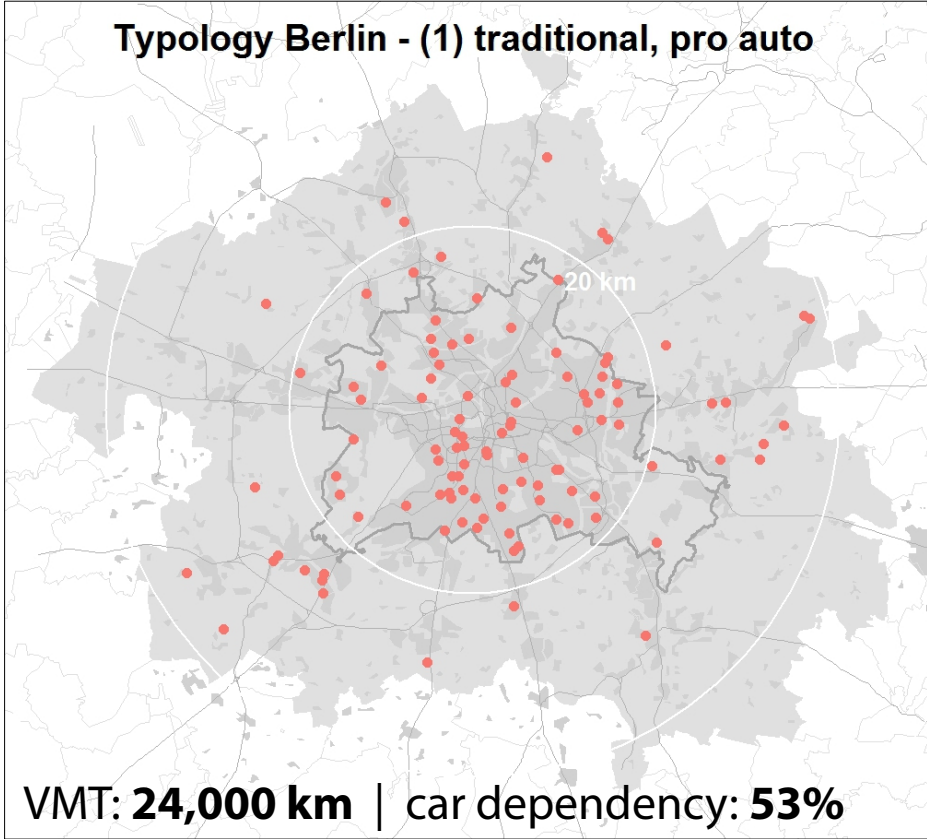 Typology Berlin - (1) traditional, pro auto
20 km
VMT: 24,000 km | car dependency: 53%